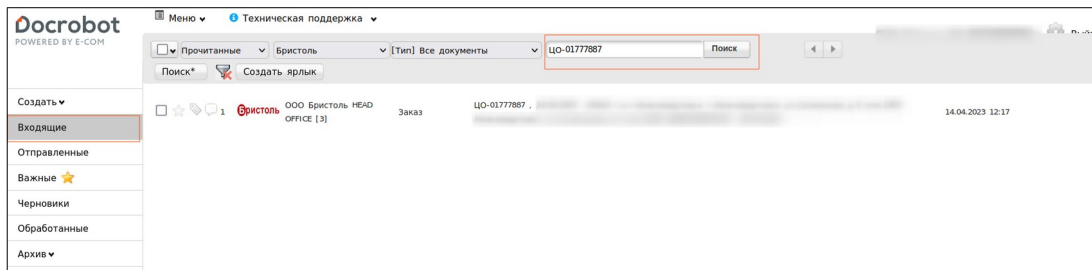 Docrobot
POWERED BY E-COM
Меню
Техническая поддержка
Прочитанные
Бристоль
[Тип] Все документы
ЦО-01777887
Поиск
Поиск*
Создать ярлык
Создать
Входящие
Отправленные
Важные
Черновики
Обработанные
Архив
1
Бристоль
ООО Бристоль HEAD
OFFICE [3]
Заказ
ЦО-01777887 ,
14.04.2023 12:17